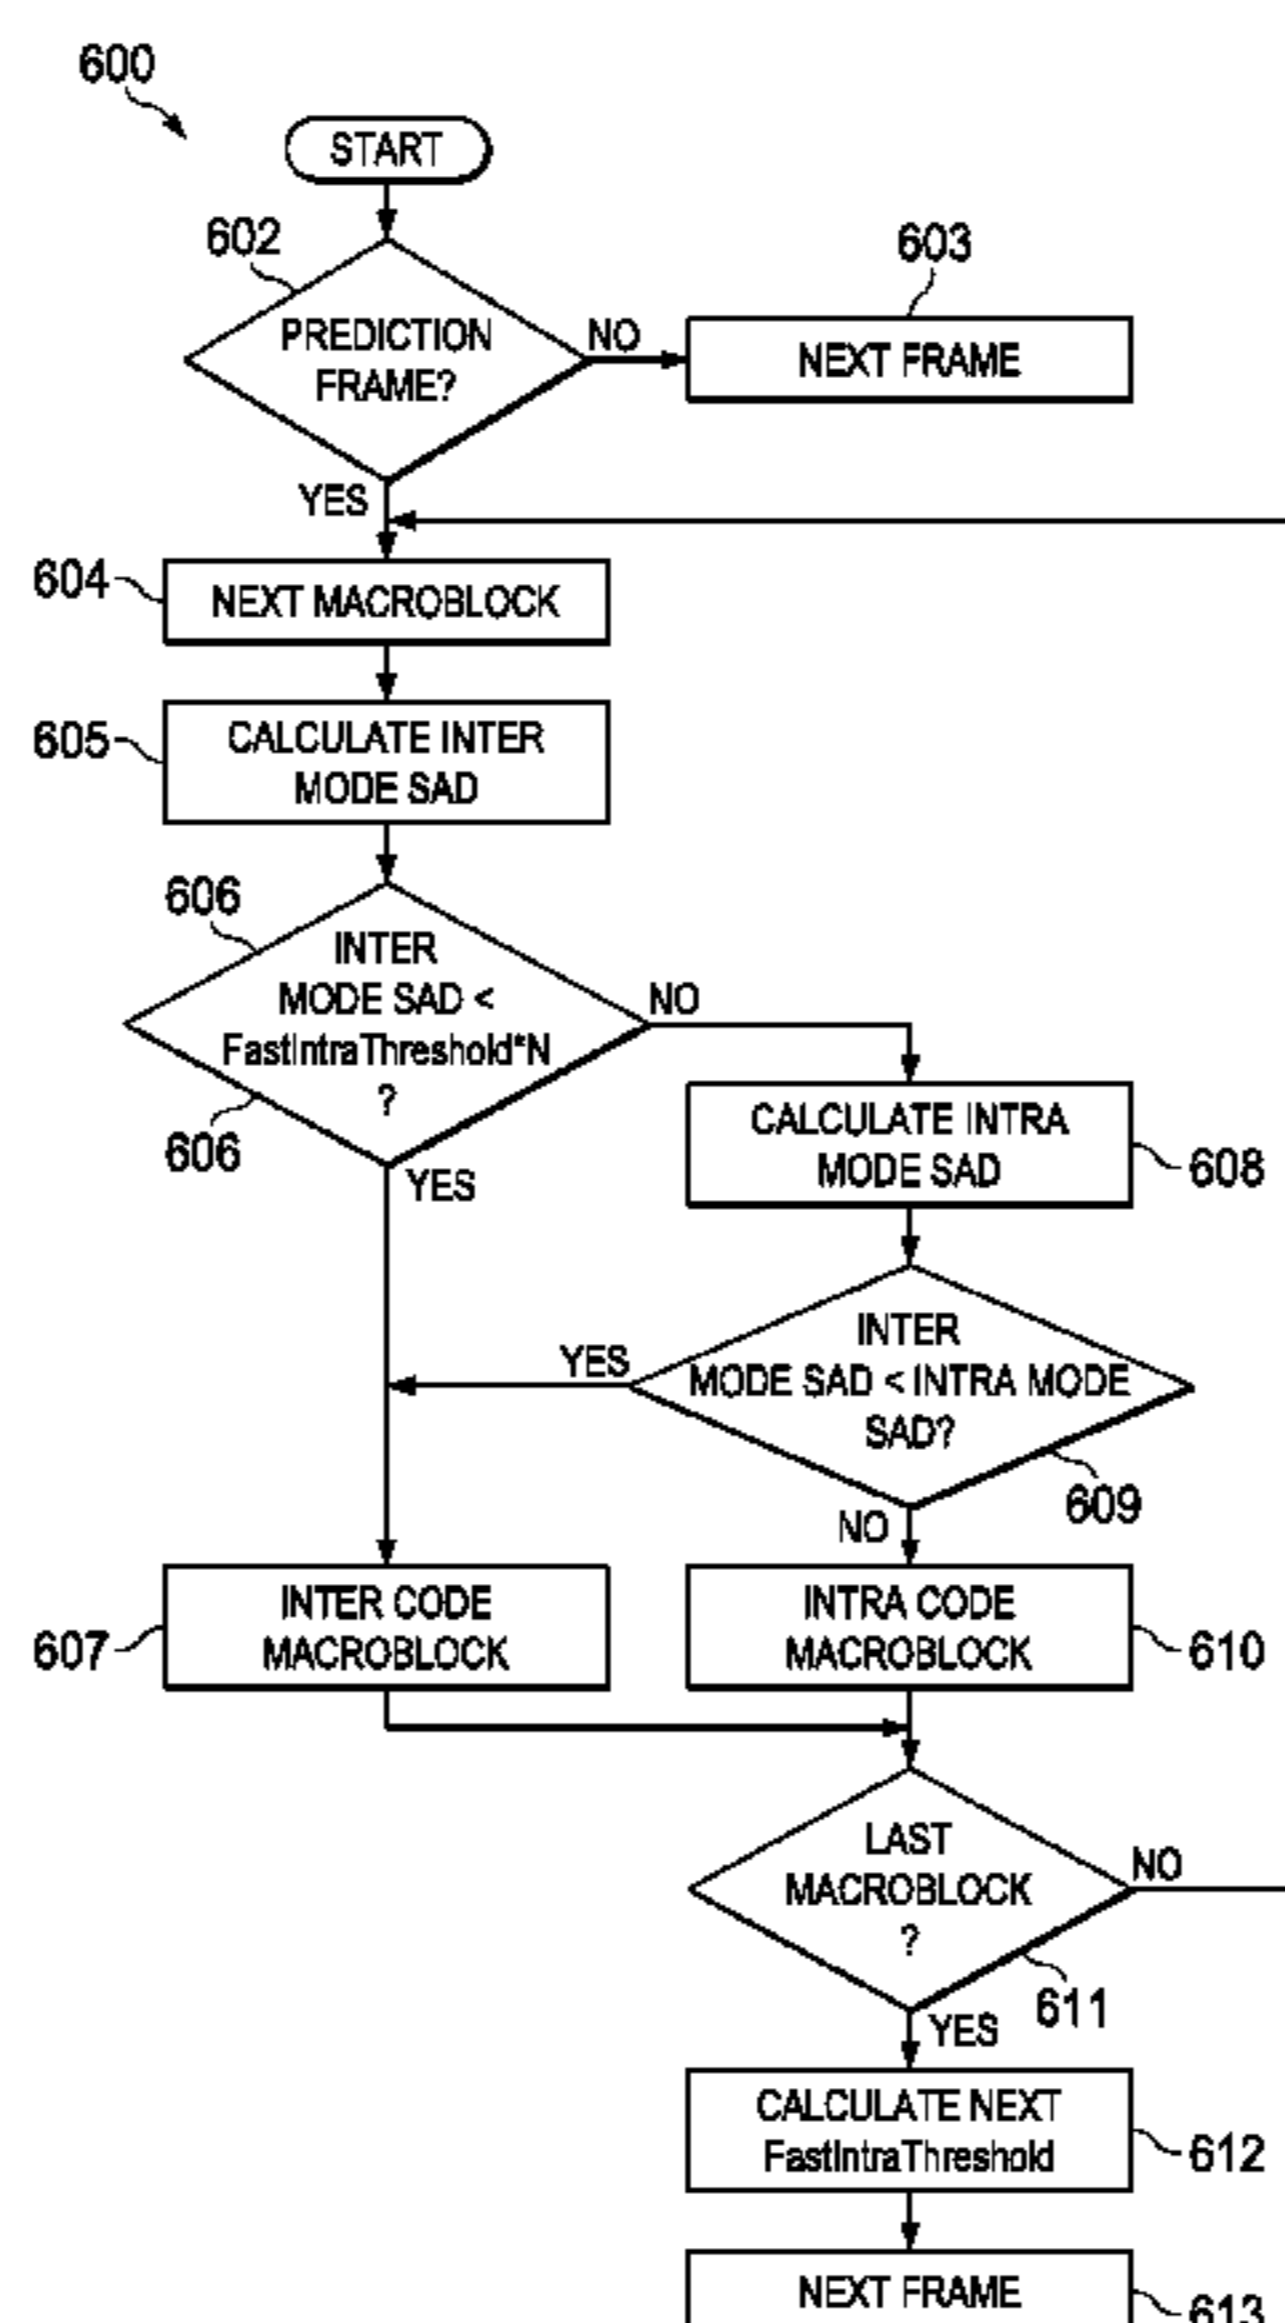 600
START
602
PREDICTION
FRAME?
NO
603
NEXT FRAME
YES
604
NEXT MACROBLOCK
605
CALCULATE INTER
MODE SAD
606
INTER
MODE SAD <
FastIntraThreshold*N
?
606
NO
YES
CALCULATE INTRA
MODE SAD
608
INTER
MODE SAD < INTRA MODE
SAD?
YES
609
NO
607
INTER CODE
MACROBLOCK
INTRA CODE
MACROBLOCK
610
LAST
MACROBLOCK
?
NO
611
YES
CALCULATE NEXT
FastIntraThreshold
612
NEXT FRAME
613